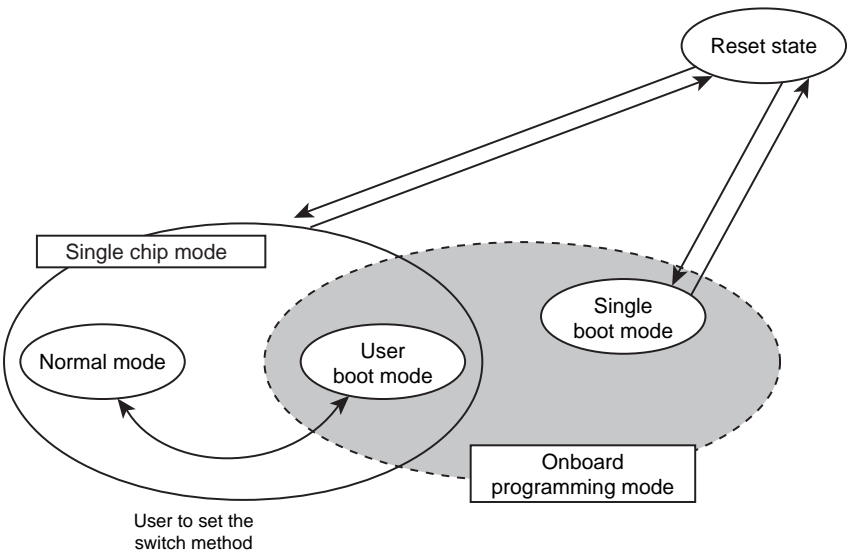 Reset state
Single chip mode
Single
boot mode
Normal mode
User
boot mode
Onboard
programming mode
User to set the
switch method